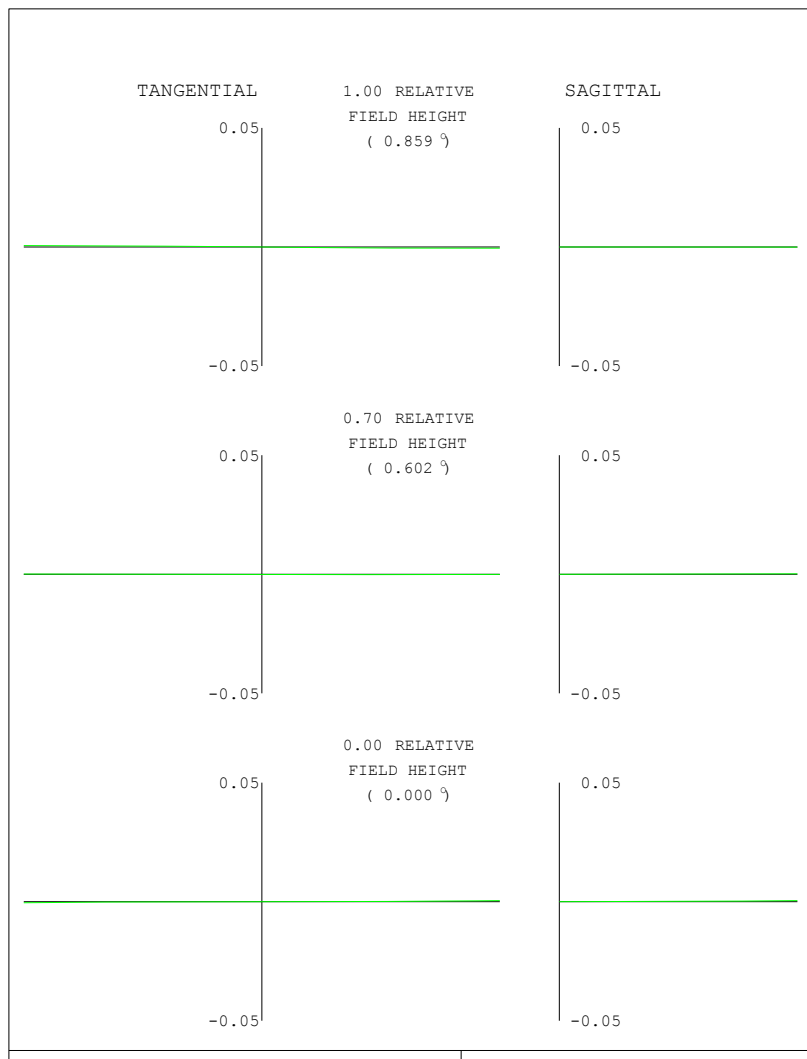 TANGENTIAL 1.00 RELATIVE SAGITTAL
FIELD HEIGHT
0.05 0.05
( 0.859 º)
-0.05 -0.05
0.70 RELATIVE
FIELD HEIGHT
0.05 0.05
( 0.602 º)
-0.05 -0.05
0.00 RELATIVE
FIELD HEIGHT
0.05 0.05
( 0.000 º)
-0.05 -0.05